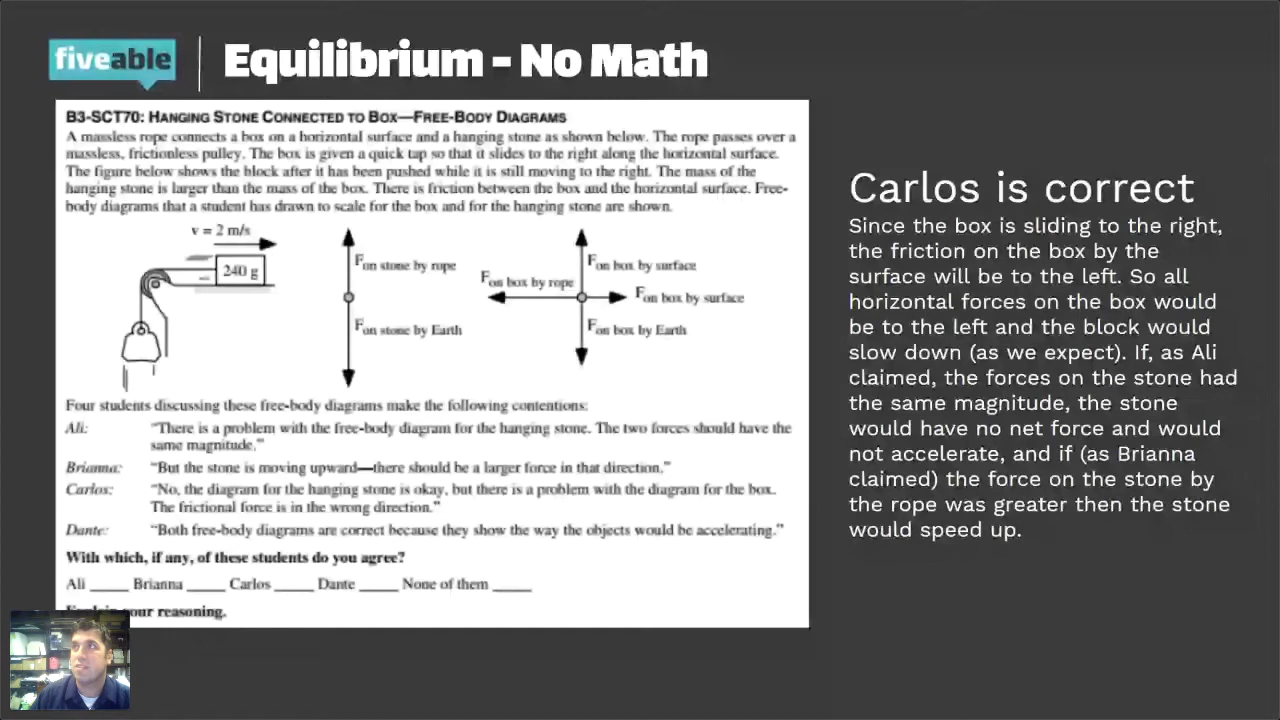 fiveable
Equilibrium - No Math
B3-SCT70: HANGING STONE CONNECTED TO BOX—FREE-BODY DIAGRAMS
A massless rope connects a box on a horizontal surface and a hanging stone as shown below. The rope passes over a
massless, frictionless pulley. The box is given a quick tap so that it slides to the right along the horizontal surface.
The figure below shows the block after it has been pushed while it is still moving to the right. The mass of the
hanging stone is larger than the mass of the box. There is friction between the box and the horizontal surface. Free-
body diagrams that a student has drawn to scale for the box and for the hanging stone are shown.
v = 2 m/s
240 g
Fon stone by rope
Fon stone by Earth
Fon box by surface
Fon box by rope
Fon box by surface
Fon box by Earth
Four students discussing these free-body diagrams make the following contentions:
Ali: "There is a problem with the free-body diagram for the hanging stone. The two forces should have the
same magnitude."
Brianna: "But the stone is moving upward—there should be a larger force in that direction."
Carlos: "No, the diagram for the hanging stone is okay, but there is a problem with the diagram for the box.
The frictional force is in the wrong direction."
Dante: "Both free-body diagrams are correct because they show the way the objects would be accelerating."
With which, if any, of these students do you agree?
Ali ____ Brianna ____ Carlos ____ Dante ____ None of them ____
your reasoning.
Carlos is correct
Since the box is sliding to the right,
the friction on the box by the
surface will be to the left. So all
horizontal forces on the box would
be to the left and the block would
slow down (as we expect). If, as Ali
claimed, the forces on the stone had
the same magnitude, the stone
would have no net force and would
not accelerate, and if (as Brianna
claimed) the force on the stone by
the rope was greater then the stone
would speed up.